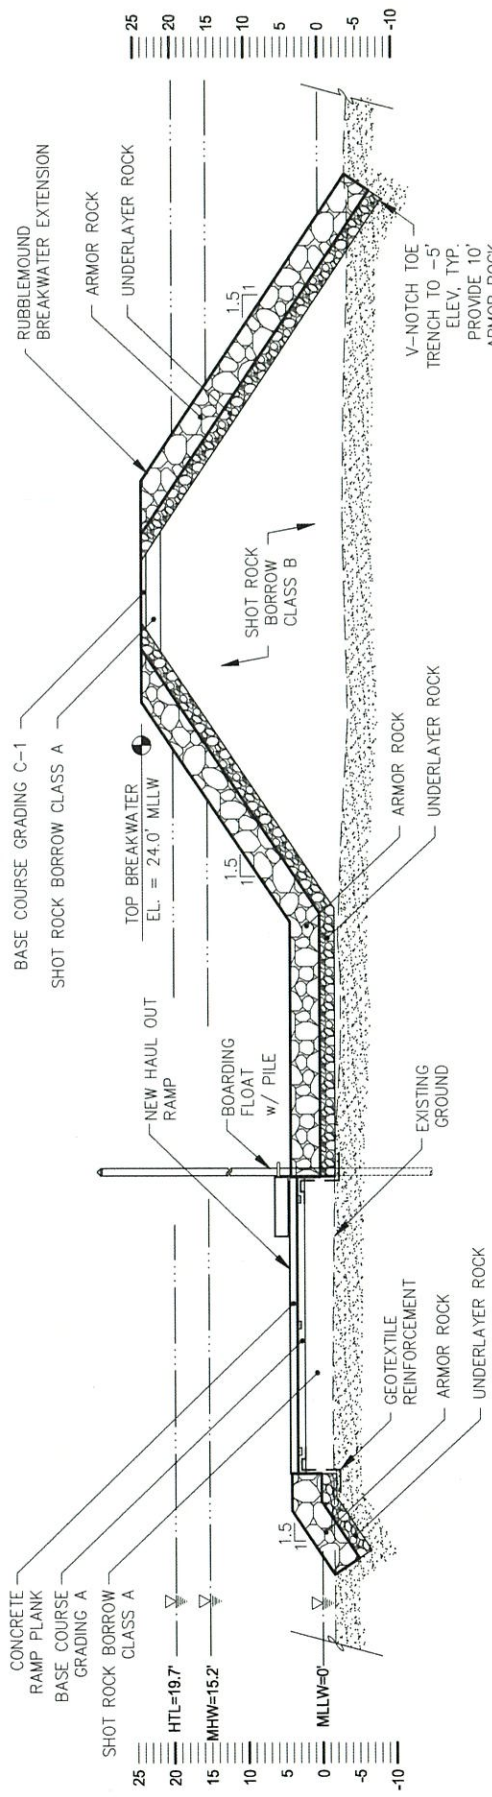 25
20
15
10
5
0
-5
-10
HTL=19.7'
MHW=15.2'
MLLW=0'
CONCRETE
RAMP PLANK
BASE COURSE
GRADING A
SHOT ROCK BORROW
CLASS A
1.5
1
NEW HAUL OUT
RAMP
BOARDING
FLOAT
w/ PILE
GEOTEXTILE
REINFORCEMENT
ARMOR ROCK
UNDERLAYER ROCK
EXISTING
GROUND
BASE COURSE GRADING C-1
SHOT ROCK BORROW CLASS A
TOP BREAKWATER
EL. = 24.0' MLLW
1.5
1
ARMOR ROCK
UNDERLAYER ROCK
SHOT ROCK
BORROW
CLASS B
RUBBLEMOUND
BREAKWATER EXTENSION
ARMOR ROCK
UNDERLAYER ROCK
1.5
1
V-NOTCH TOE
TRENCH TO -5'
ELEV, TYP.
PROVIDE 10'
ARMOR ROCK
25
20
15
10
5
0
-5
-10